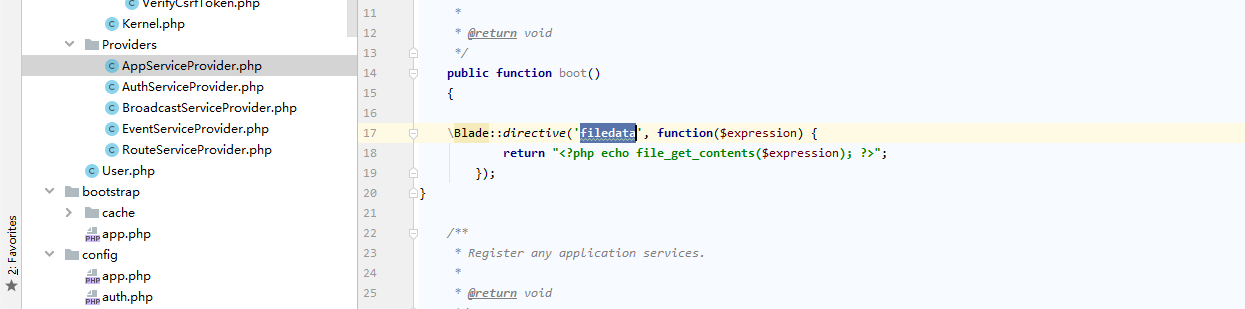 VerifyCsrfToken.php
Kernel.php
Providers
AppServiceProvider.php
AuthServiceProvider.php
BroadcastServiceProvider.php
EventServiceProvider.php
RouteServiceProvider.php
User.php
bootstrap
cache
app.php
config
app.php
auth.php
2: Favorites
11 *
12 * @return void
13 */
14 public function boot()
15 {
16
17 \Blade::directive('filedata', function($expression) {
18 return "<?php echo file_get_contents($expression); ?>";
19 });
20 }
21
22 /**
23 * Register any application services.
24 *
25 * @return void